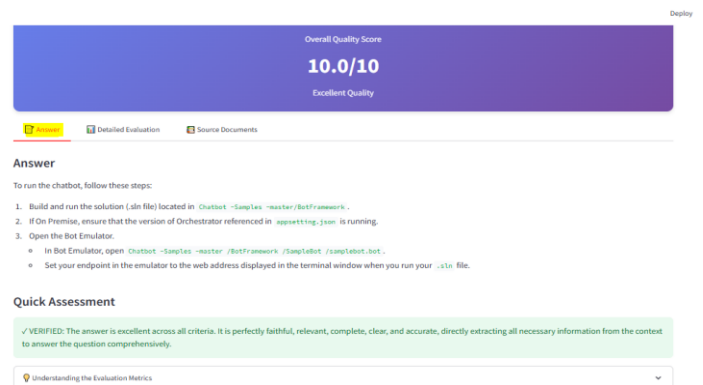 Deploy
Overall Quality Score
10.0/10
Excellent Quality
Answer
Detailed Evaluation
Source Documents
Answer
To run the chatbot, follow these steps:
1. Build and run the solution (.sln file) located in Chatbot -Samples -master/BotFramework .
2. If On Premise, ensure that the version of Orchestrator referenced in appsetting.json is running.
3. Open the Bot Emulator.
In Bot Emulator, open Chatbot -Samples -master /BotFramework /SampleBot /samplebot.bot .
Set your endpoint in the emulator to the web address displayed in the terminal window when you run your .sln file.
Quick Assessment
✓ VERIFIED: The answer is excellent across all criteria. It is perfectly faithful, relevant, complete, clear, and accurate, directly extracting all necessary information from the context
to answer the question comprehensively.
Understanding the Evaluation Metrics